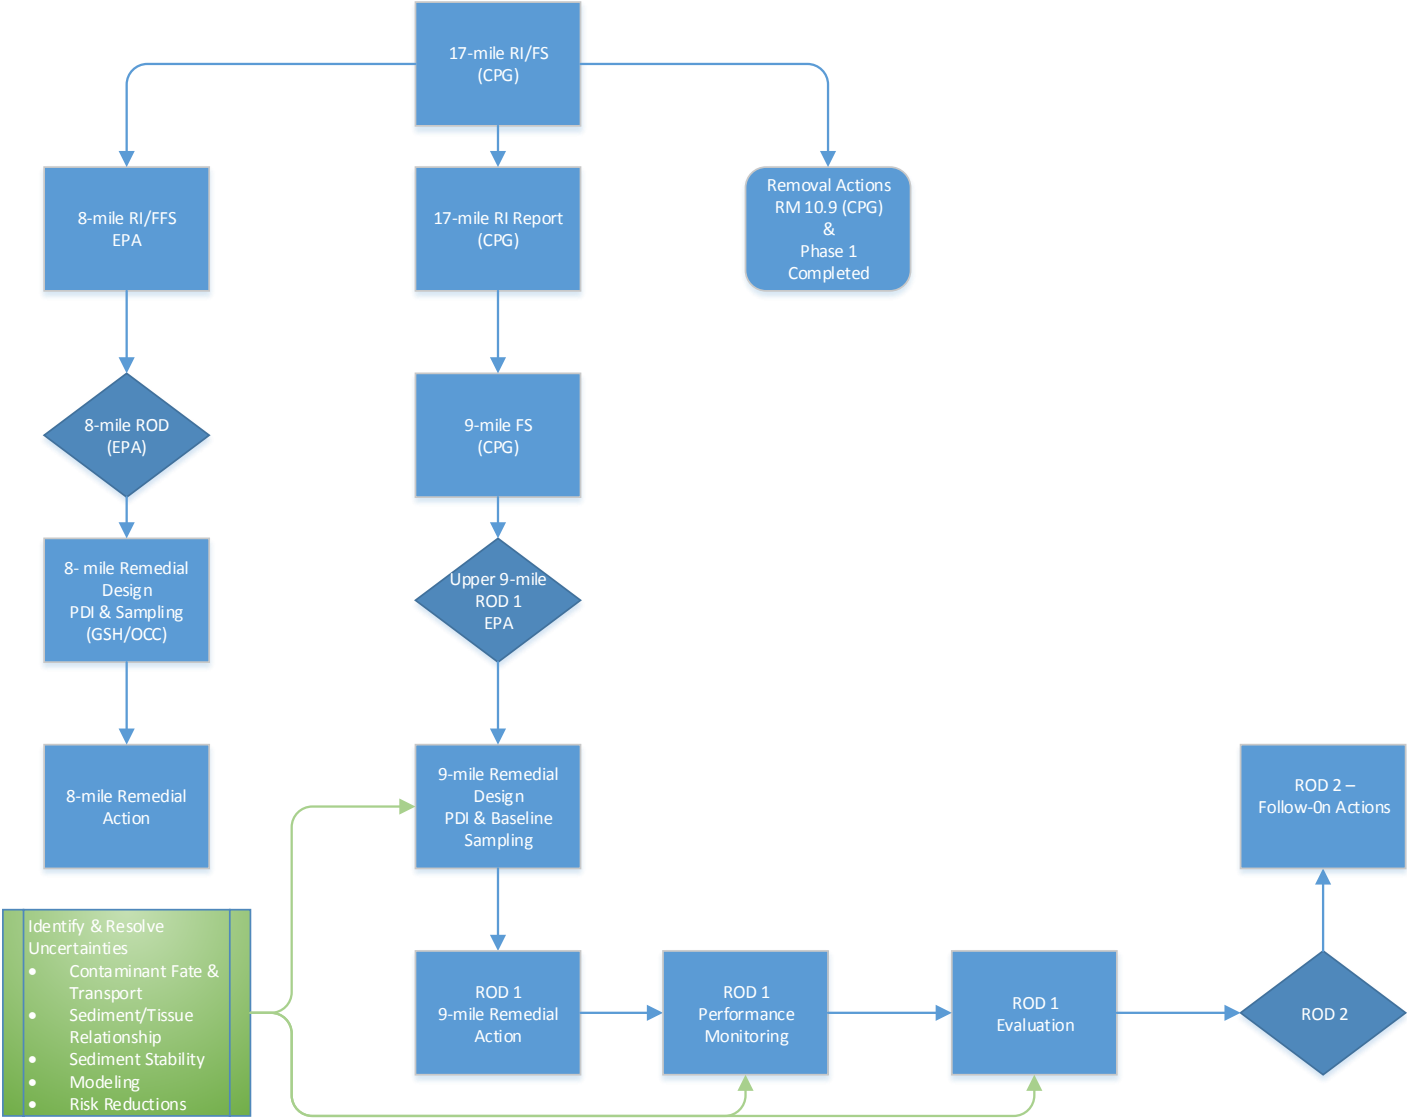 17-mile RI/FS
(CPG)
8-mile RI/FFS
EPA
17-mile RI Report
(CPG)
Removal Actions
RM 10.9 (CPG)
&
Phase 1
Completed
8-mile ROD
(EPA)
9-mile FS
(CPG)
8- mile Remedial
Design
PDI & Sampling
(GSH/OCC)
Upper 9-mile
ROD 1
EPA
8-mile Remedial
Action
9-mile Remedial
Design
PDI & Baseline
Sampling
ROD 2 –
Follow-0n Actions
Identify & Resolve
Uncertainties
• Contaminant Fate &
Transport
• Sediment/Tissue
Relationship
• Sediment Stability
• Modeling
• Risk Reductions
ROD 1
9-mile Remedial
Action
ROD 1
Performance
Monitoring
ROD 1
Evaluation
ROD 2